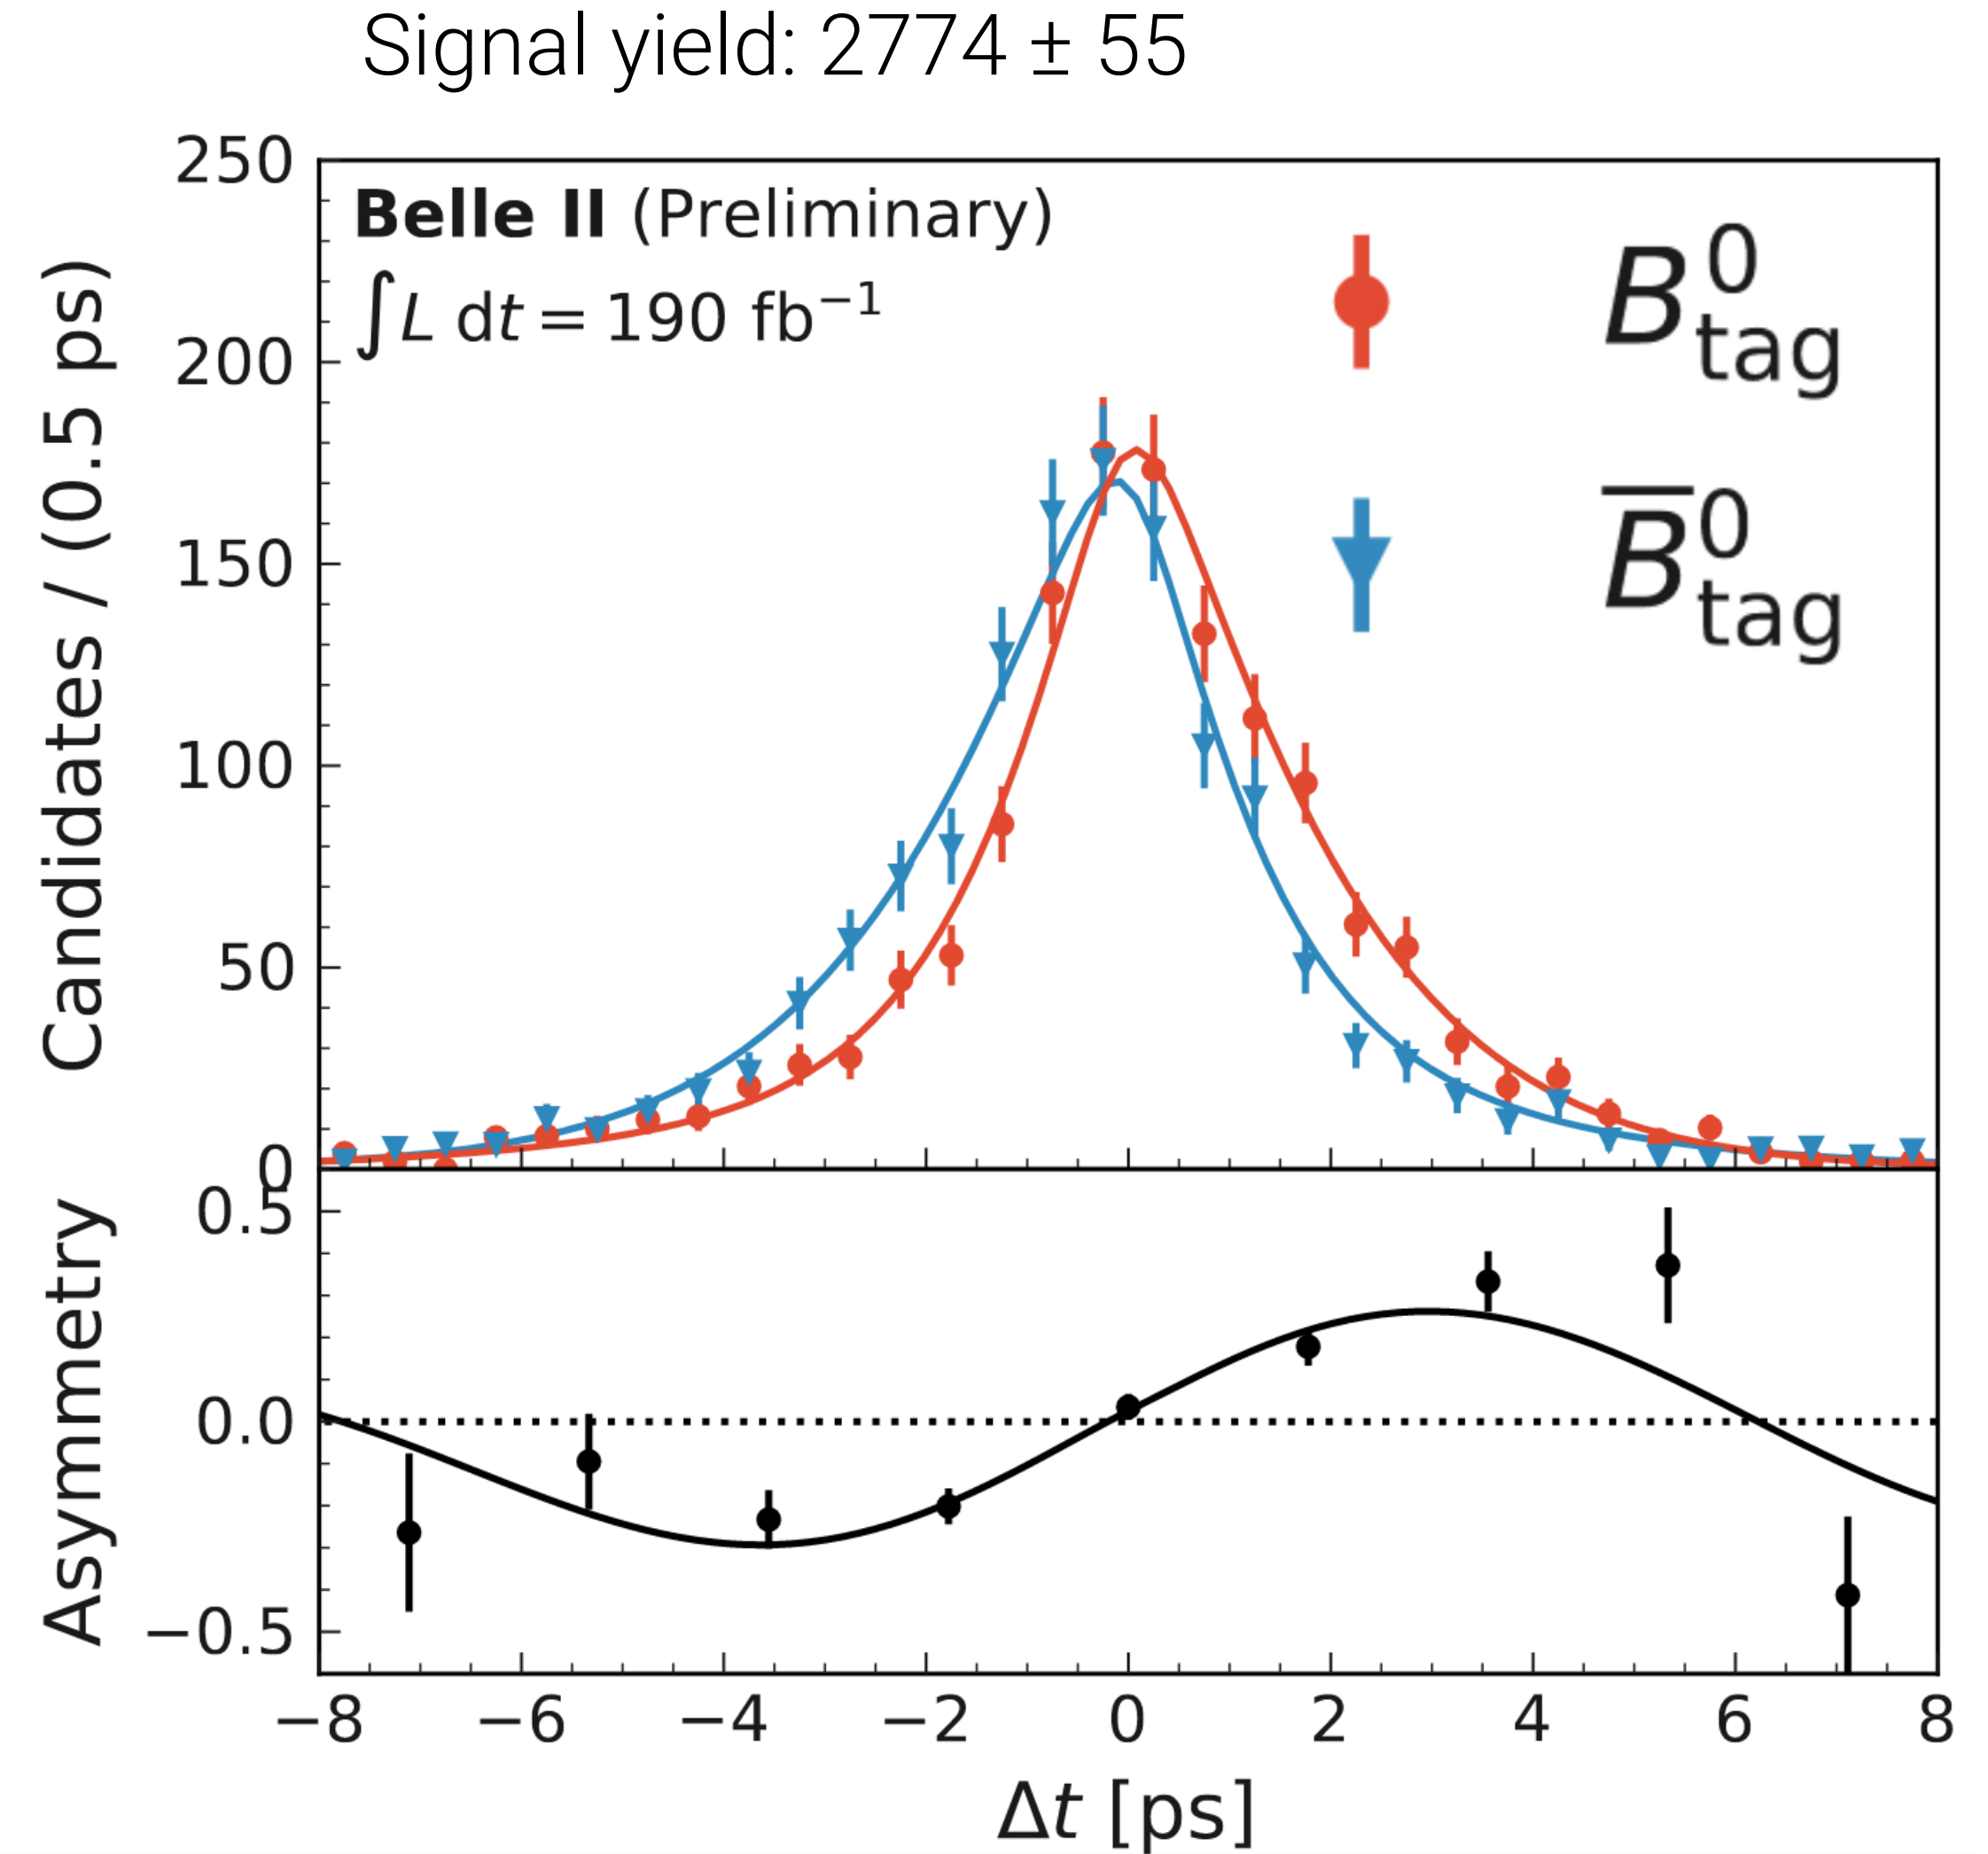 Signal yield: 2774 ± 55
250
200
150
100
50
0
Candidates / (0.5 ps)
Belle II (Preliminary)
∫L dt = 190 fb⁻¹
B⁰tag
B̅⁰tag
0.5
0.0
−0.5
Asymmetry
−8 −6 −4 −2 0 2 4 6 8
Δt [ps]